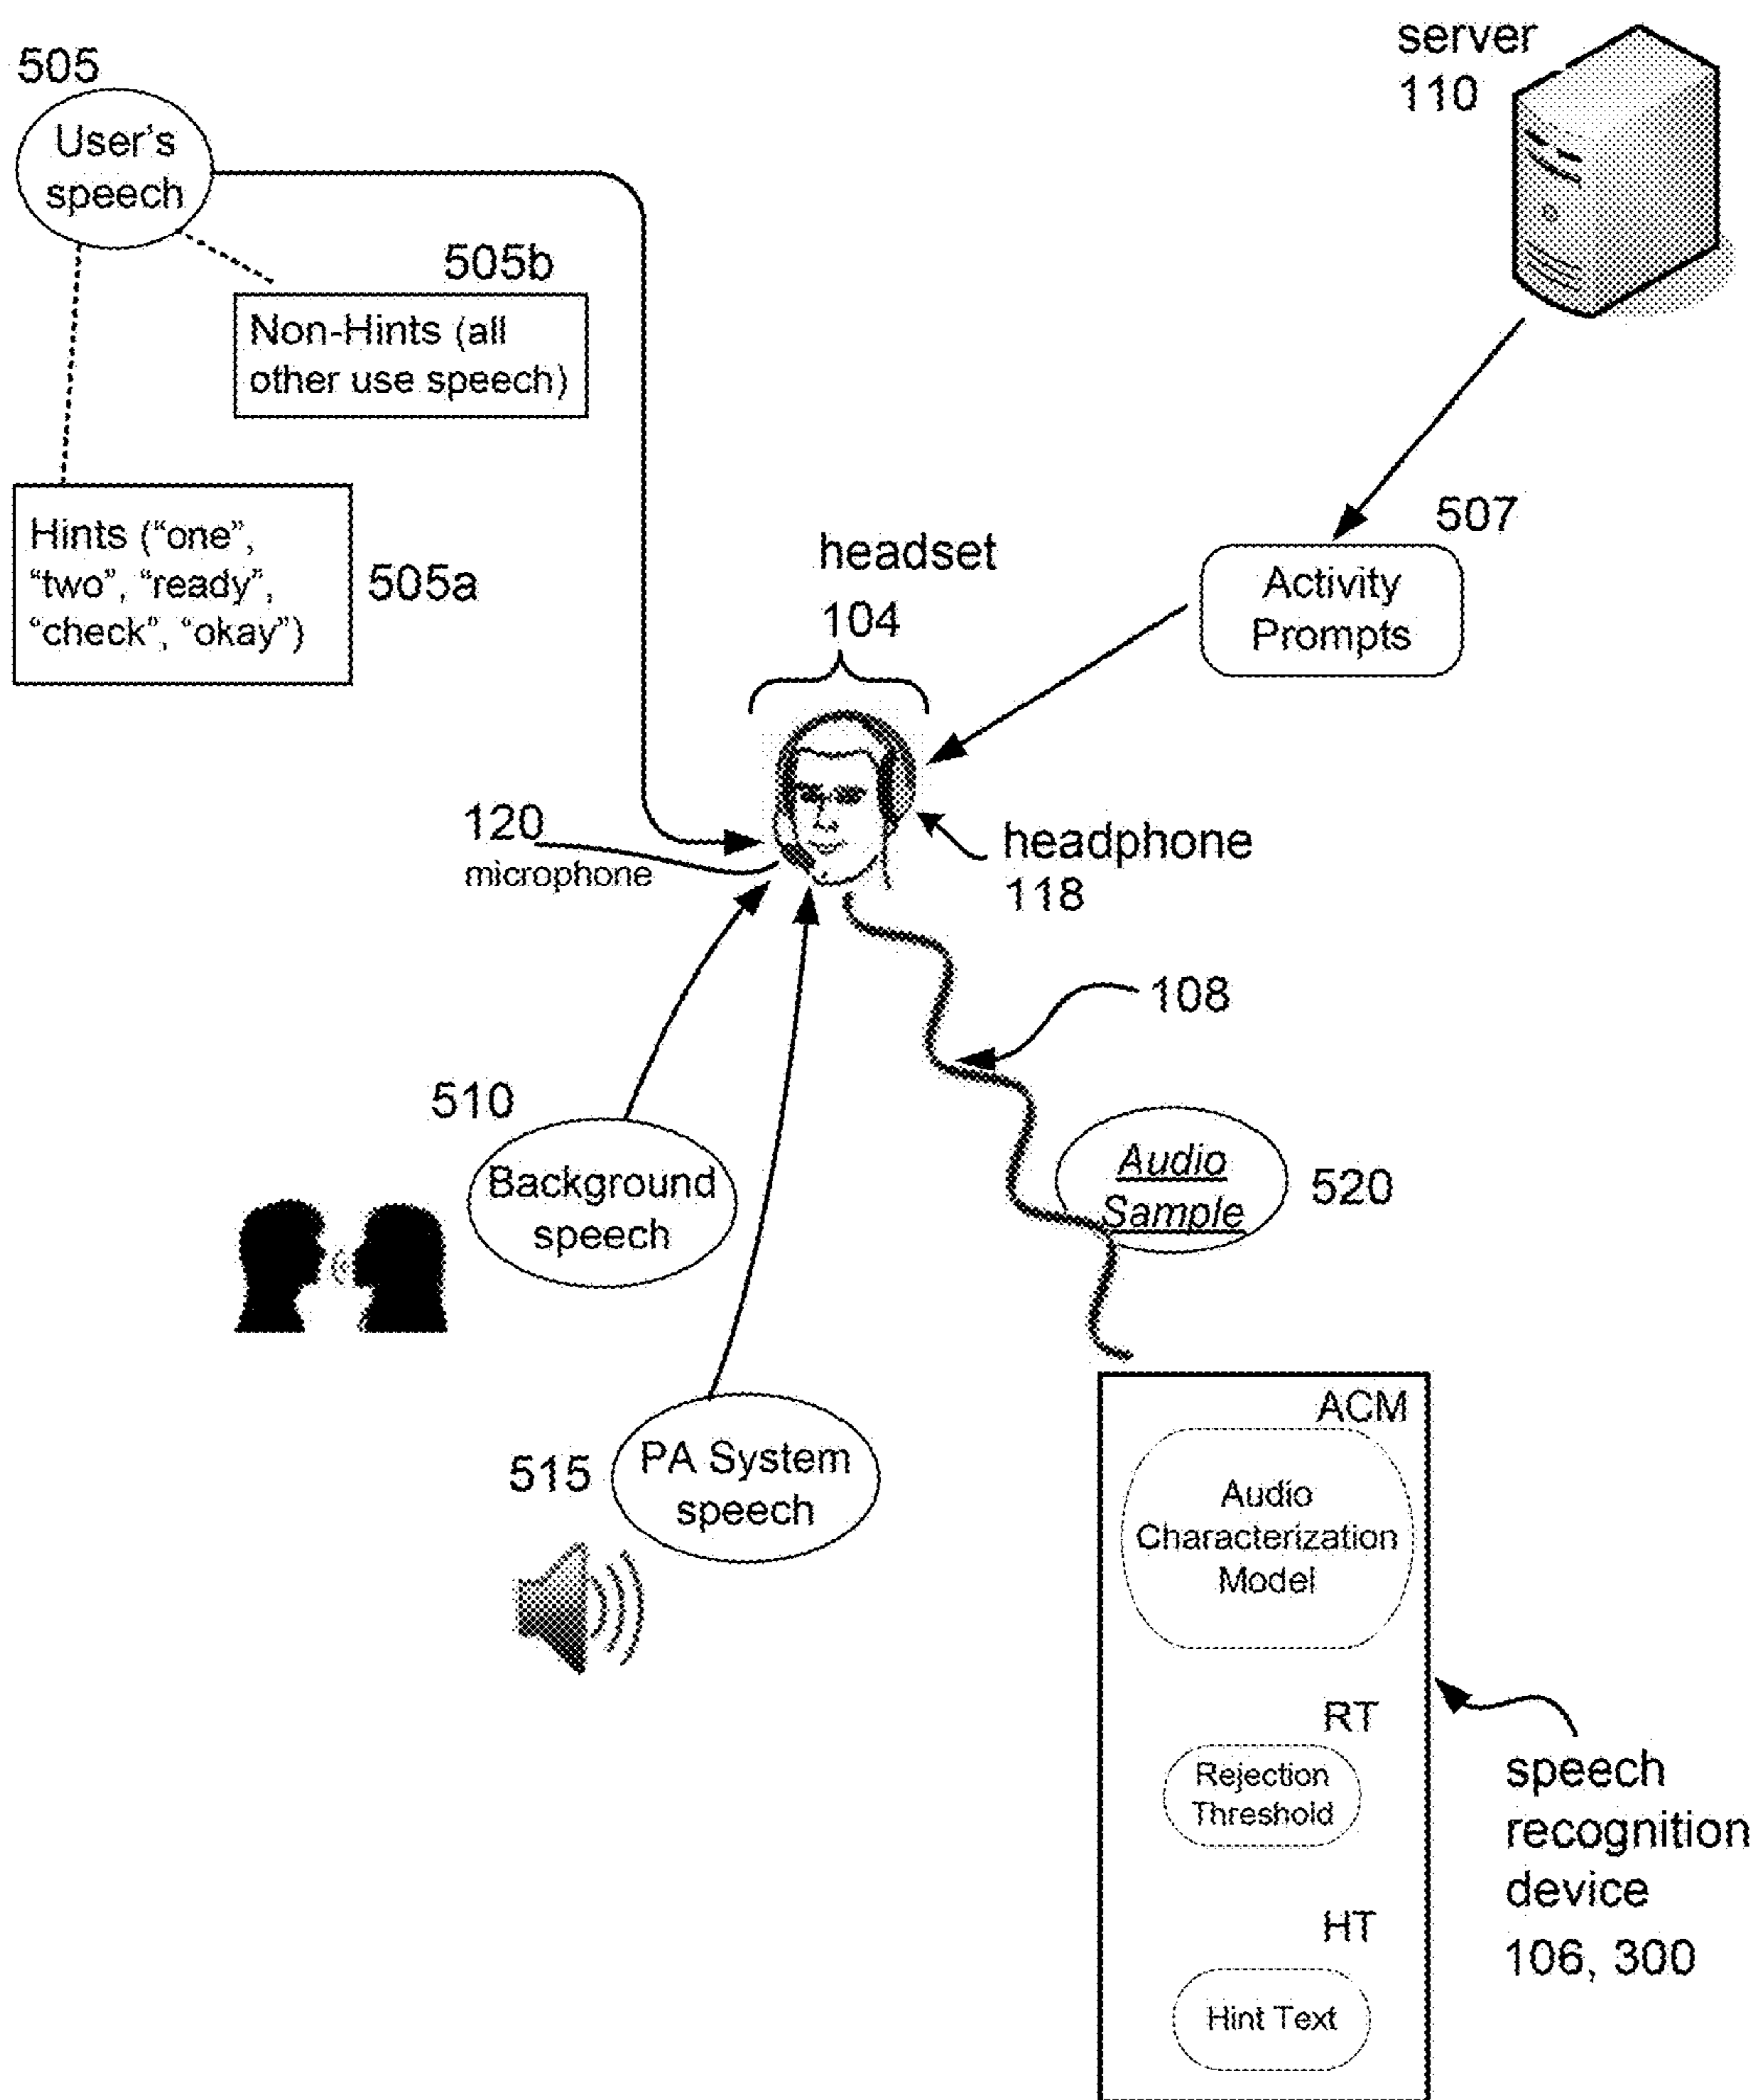 505
User's
speech
server
110
505b
Non-Hints (all
other use speech)
Hints ("one",
"two", "ready",
"check", "okay")
505a
507
Activity
Prompts
headset
104
120
microphone
headphone
118
108
510
Background
speech
Audio
Sample
520
515
PA System
speech
ACM
Audio
Characterization
Model
RT
Rejection
Threshold
HT
Hint Text
speech
recognition
device
106, 300